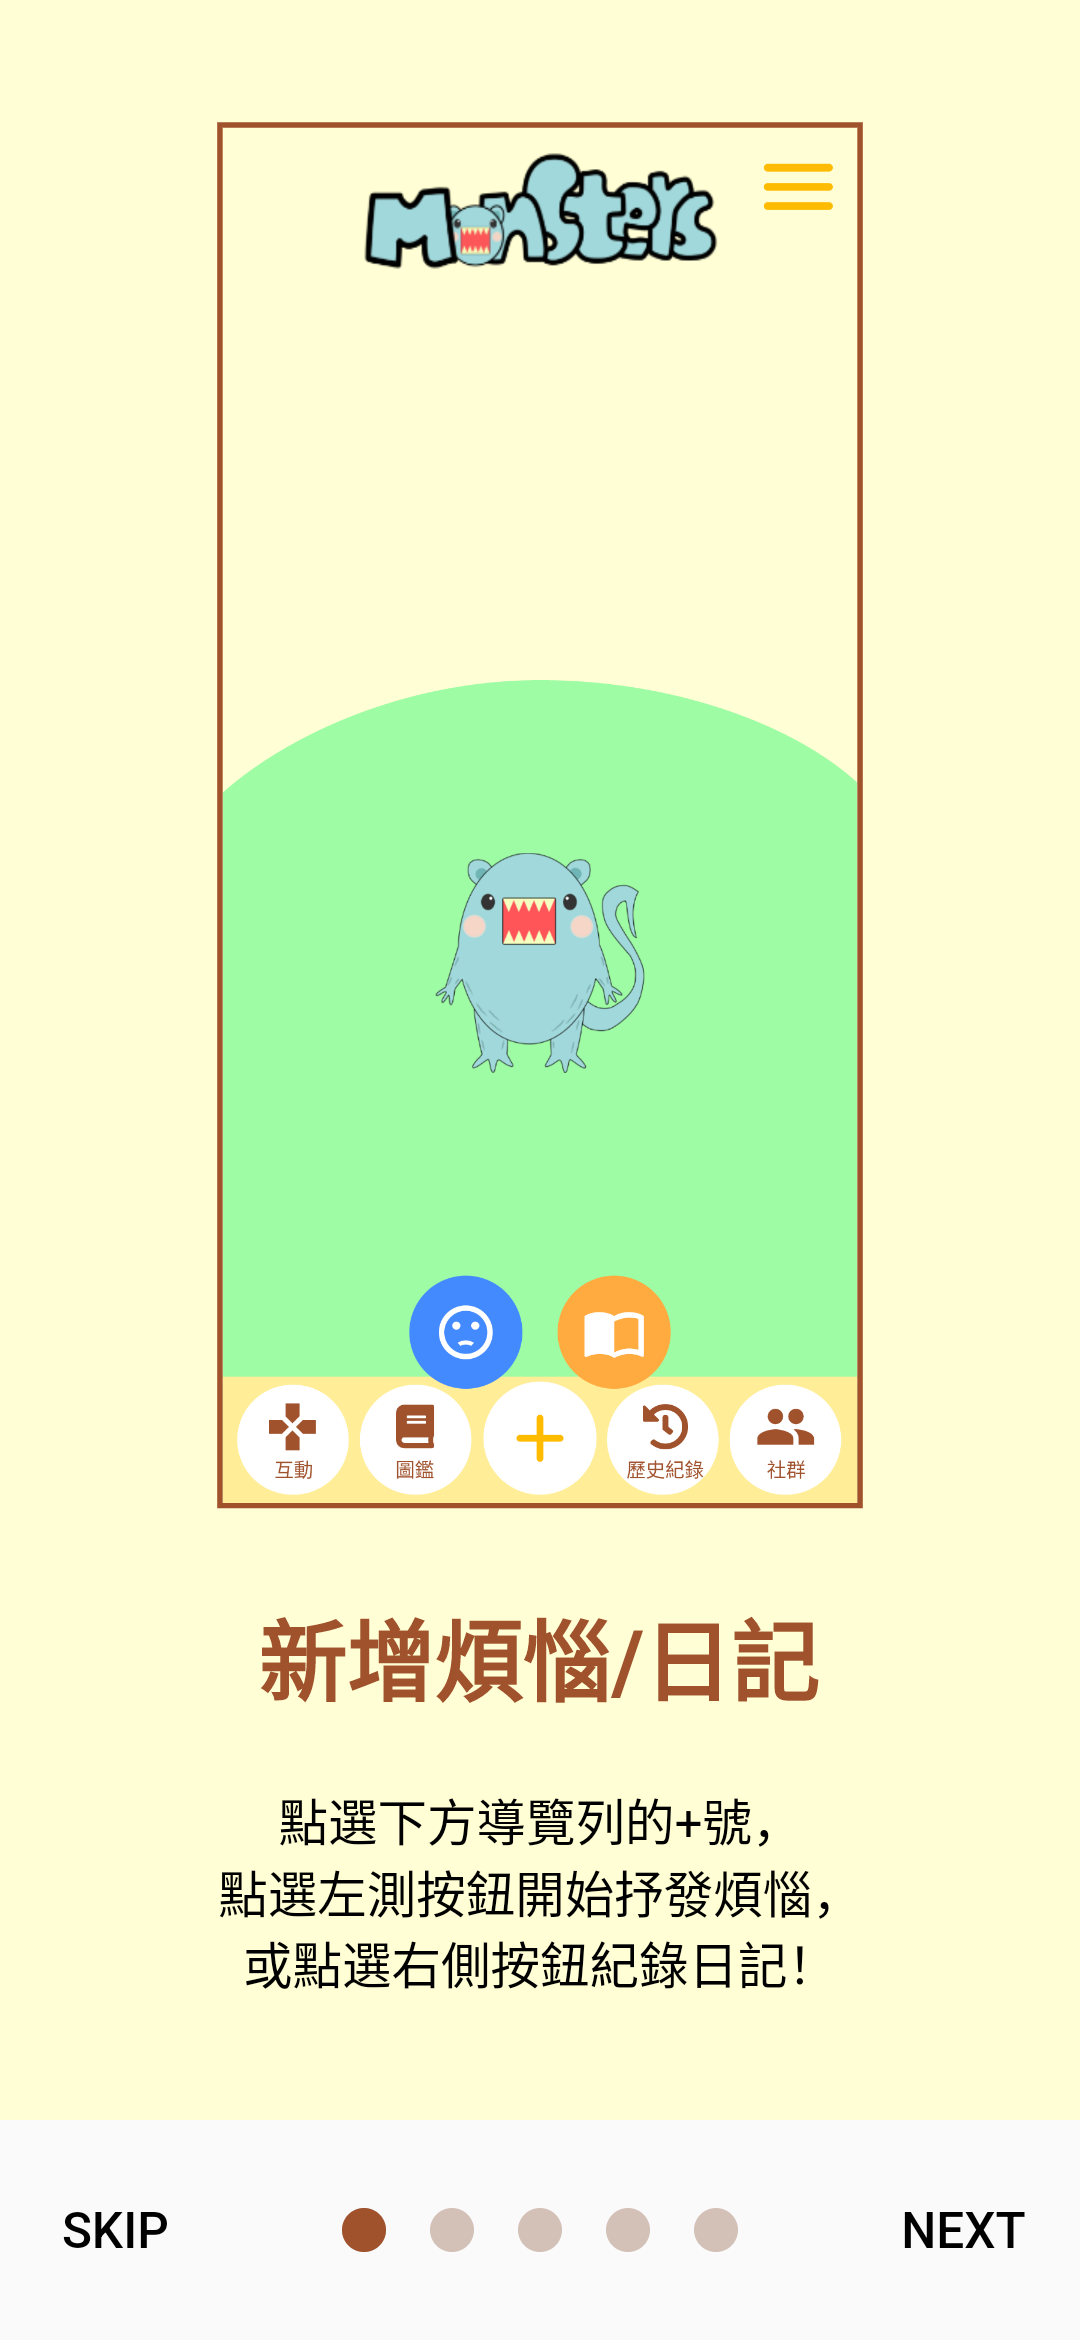 Monsters
互動
圖鑑
歷史紀錄
社群
新增煩惱/日記
點選下方導覽列的+號，
點選左測按鈕開始抒發煩惱，
或點選右側按鈕紀錄日記！
SKIP
NEXT